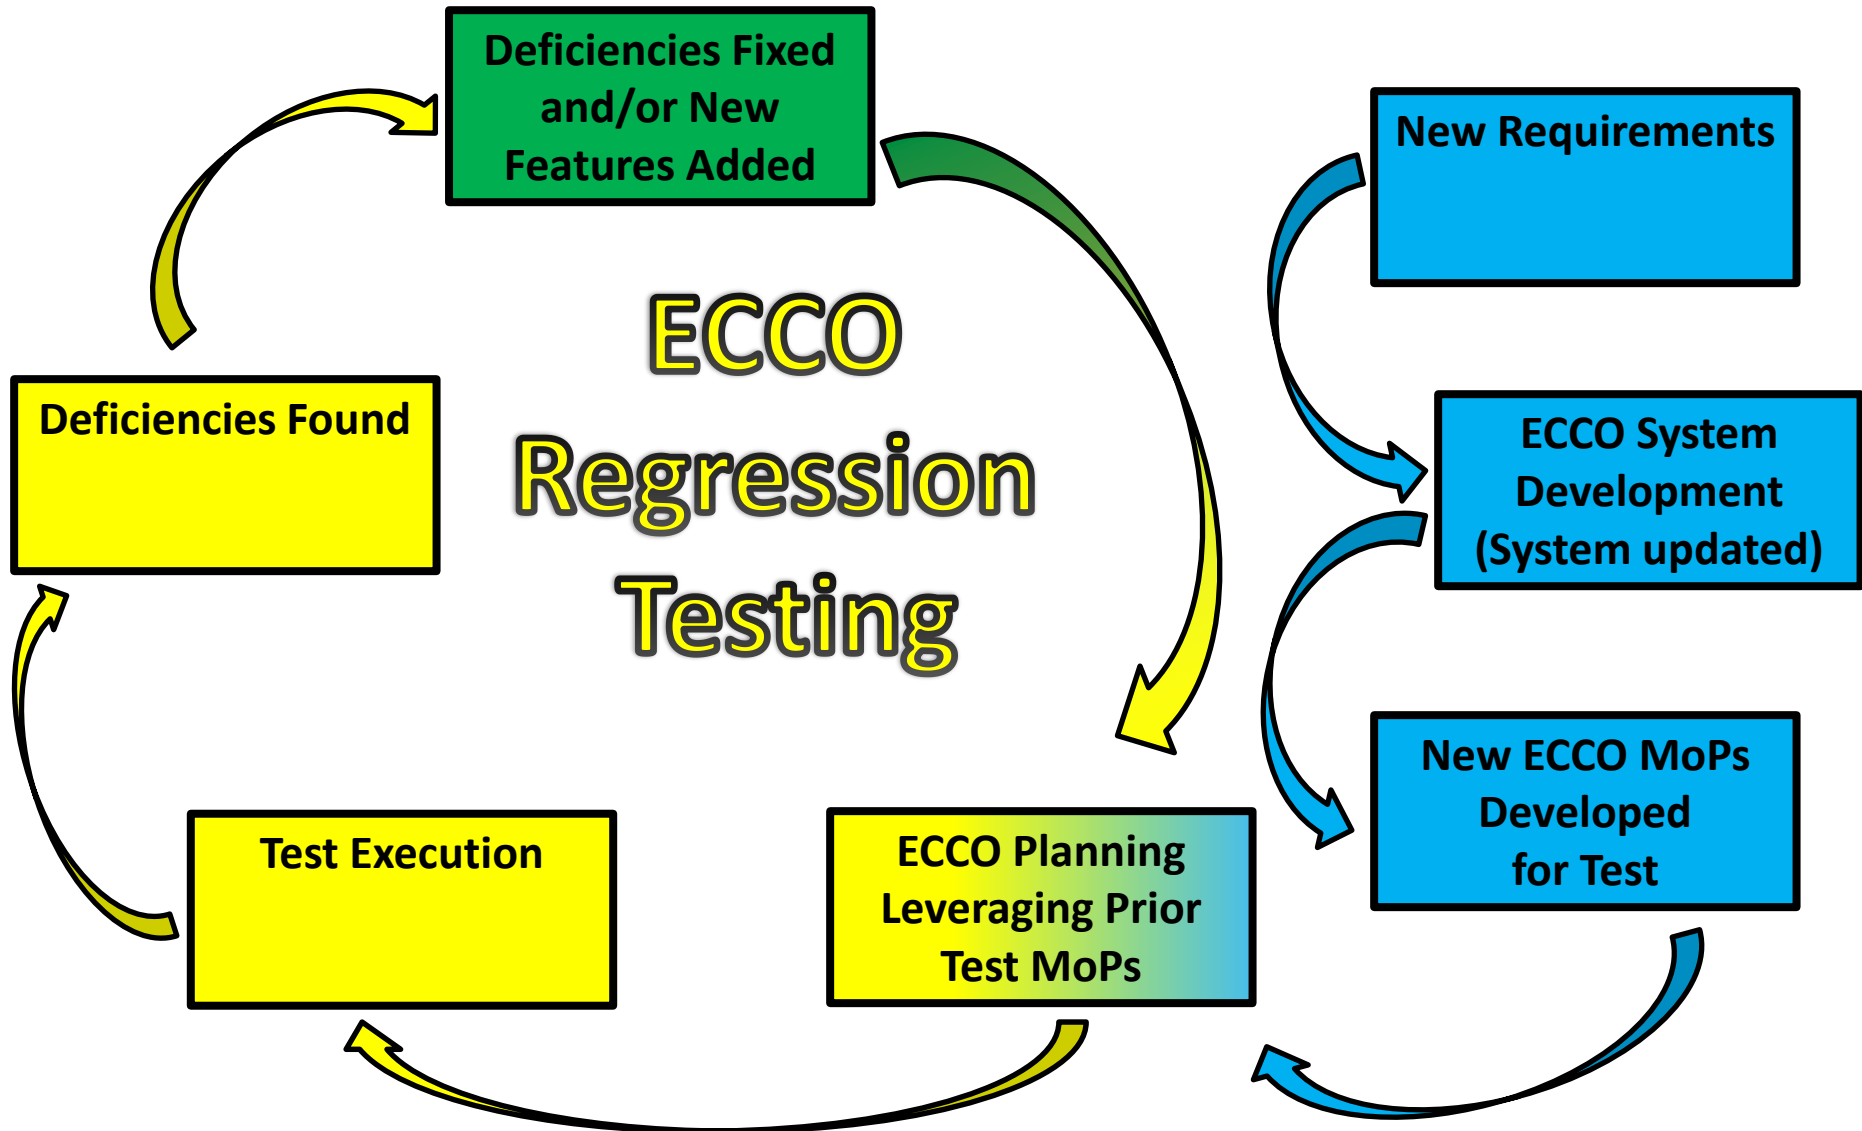 Deficiencies Fixed
and/or New
Features Added
New Requirements
ECCO
Regression
Testing
Deficiencies Found
ECCO System
Development
(System updated)
New ECCO MoPs
Developed
for Test
Test Execution
ECCO Planning
Leveraging Prior
Test MoPs